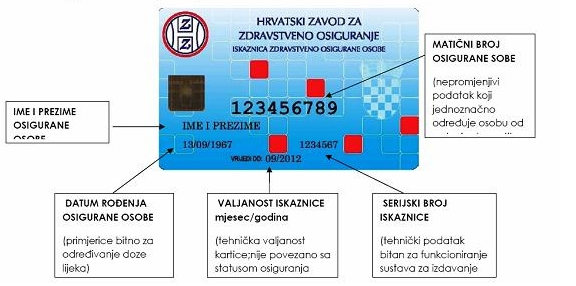 HRVATSKI ZAVOD ZA
ZDRAVSTVENO OSIGURANJE
ISKAZNICA ZDRAVSTVENO OSIGURANE OSOBE
123456789
IME I PREZIME
13/09/1967
1234567
VRIJEDI DO: 09/2012
MATIČNI BROJ
OSIGURANE SOBE
(nepromjenjivi
podatak koji
jednoznačno
određuje osobu od
IME I PREZIME
OSIGURANE
OSOBE
DATUM ROĐENJA
OSIGURANE OSOBE
(primjerice bitno za
određivanje doze
lijeka)
VALJANOST ISKAZNICE
mjesec/godina
(tehnička valjanost
kartice;nije povezano sa
statusom osiguranja
SERIJSKI BROJ
ISKAZNICE
(tehnički podatak
bitan za funkcioniranje
sustava za izdavanje